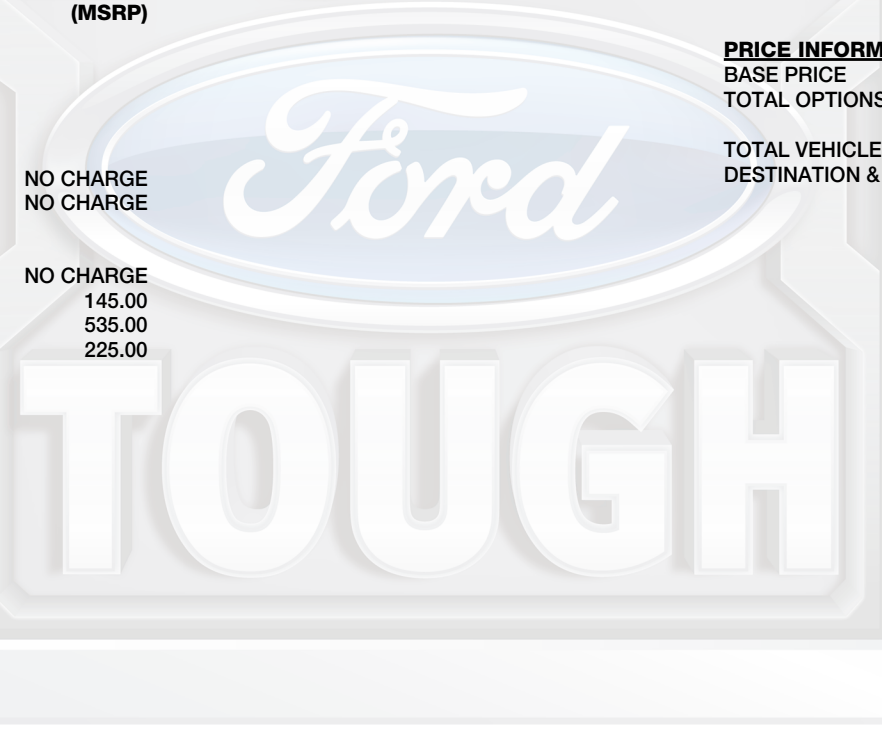 (MSRP)
NO CHARGE
NO CHARGE
NO CHARGE
145.00
535.00
225.00
PRICE INFORM
BASE PRICE
TOTAL OPTIONS
TOTAL VEHICLE
DESTINATION &
Ford
TOUGH